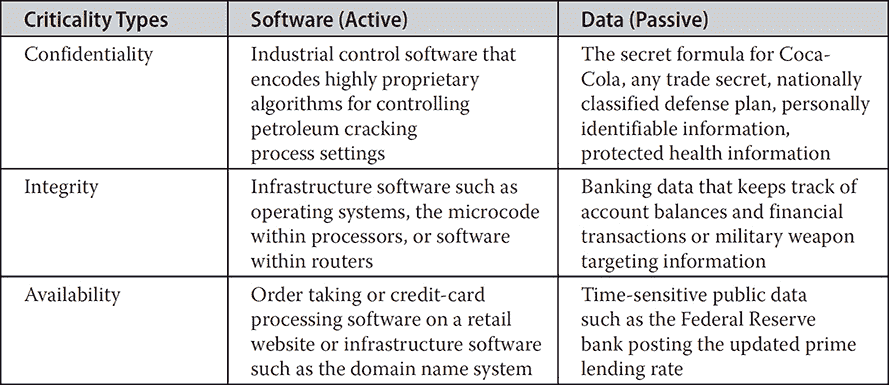 Criticality Types Software (Active) Data (Passive)
Confidentiality
Industrial control software that
encodes highly proprietary
algorithms for controlling
petroleum cracking
process settings
The secret formula for Coca-
Cola, any trade secret, nationally
classified defense plan, personally
identifiable information,
protected health information
Integrity
Infrastructure software such as
operating systems, the microcode
within processors, or software
within routers
Banking data that keeps track of
account balances and financial
transactions or military weapon
targeting information
Availability
Order taking or credit-card
processing software on a retail
website or infrastructure software
such as the domain name system
Time-sensitive public data
such as the Federal Reserve
bank posting the updated prime
lending rate